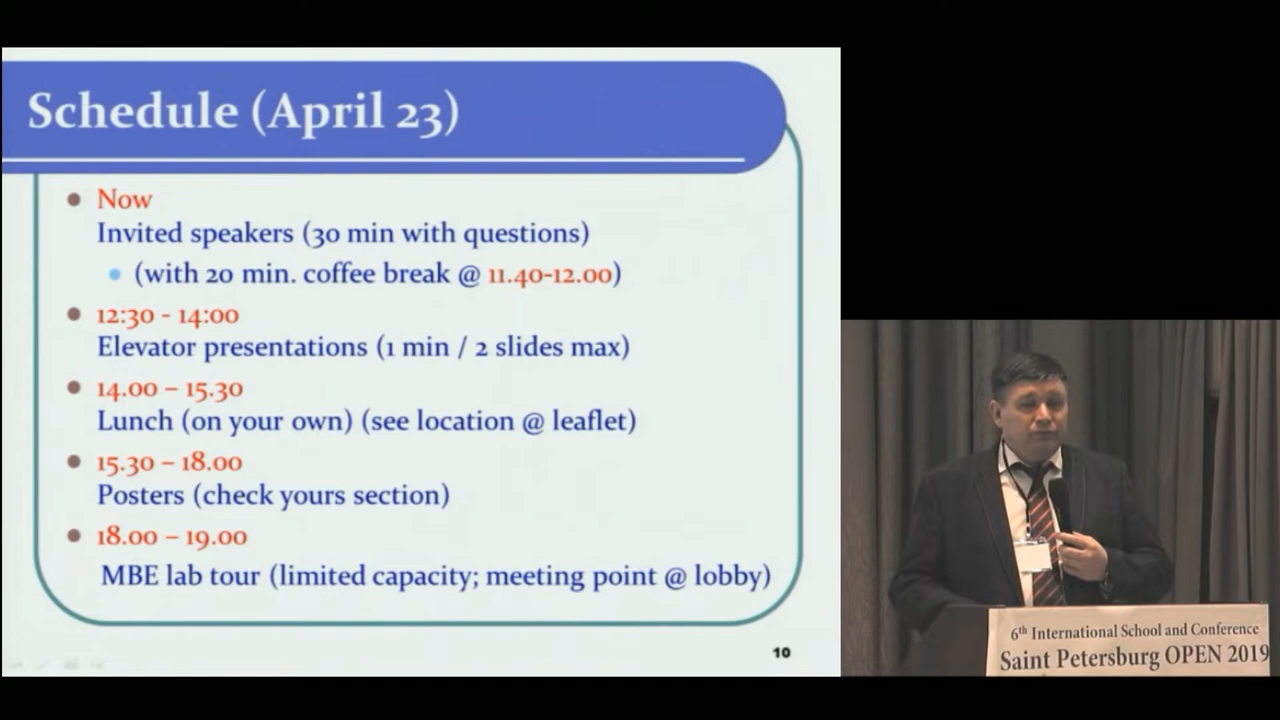 Schedule (April 23)
Now
Invited speakers (30 min with questions)
(with 20 min. coffee break @ 11.40-12.00)
12:30 - 14:00
Elevator presentations (1 min / 2 slides max)
14.00 – 15.30
Lunch (on your own) (see location @ leaflet)
15.30 – 18.00
Posters (check yours section)
18.00 – 19.00
MBE lab tour (limited capacity; meeting point @ lobby)
10
6th International School and Conference
Saint Petersburg OPEN 2019